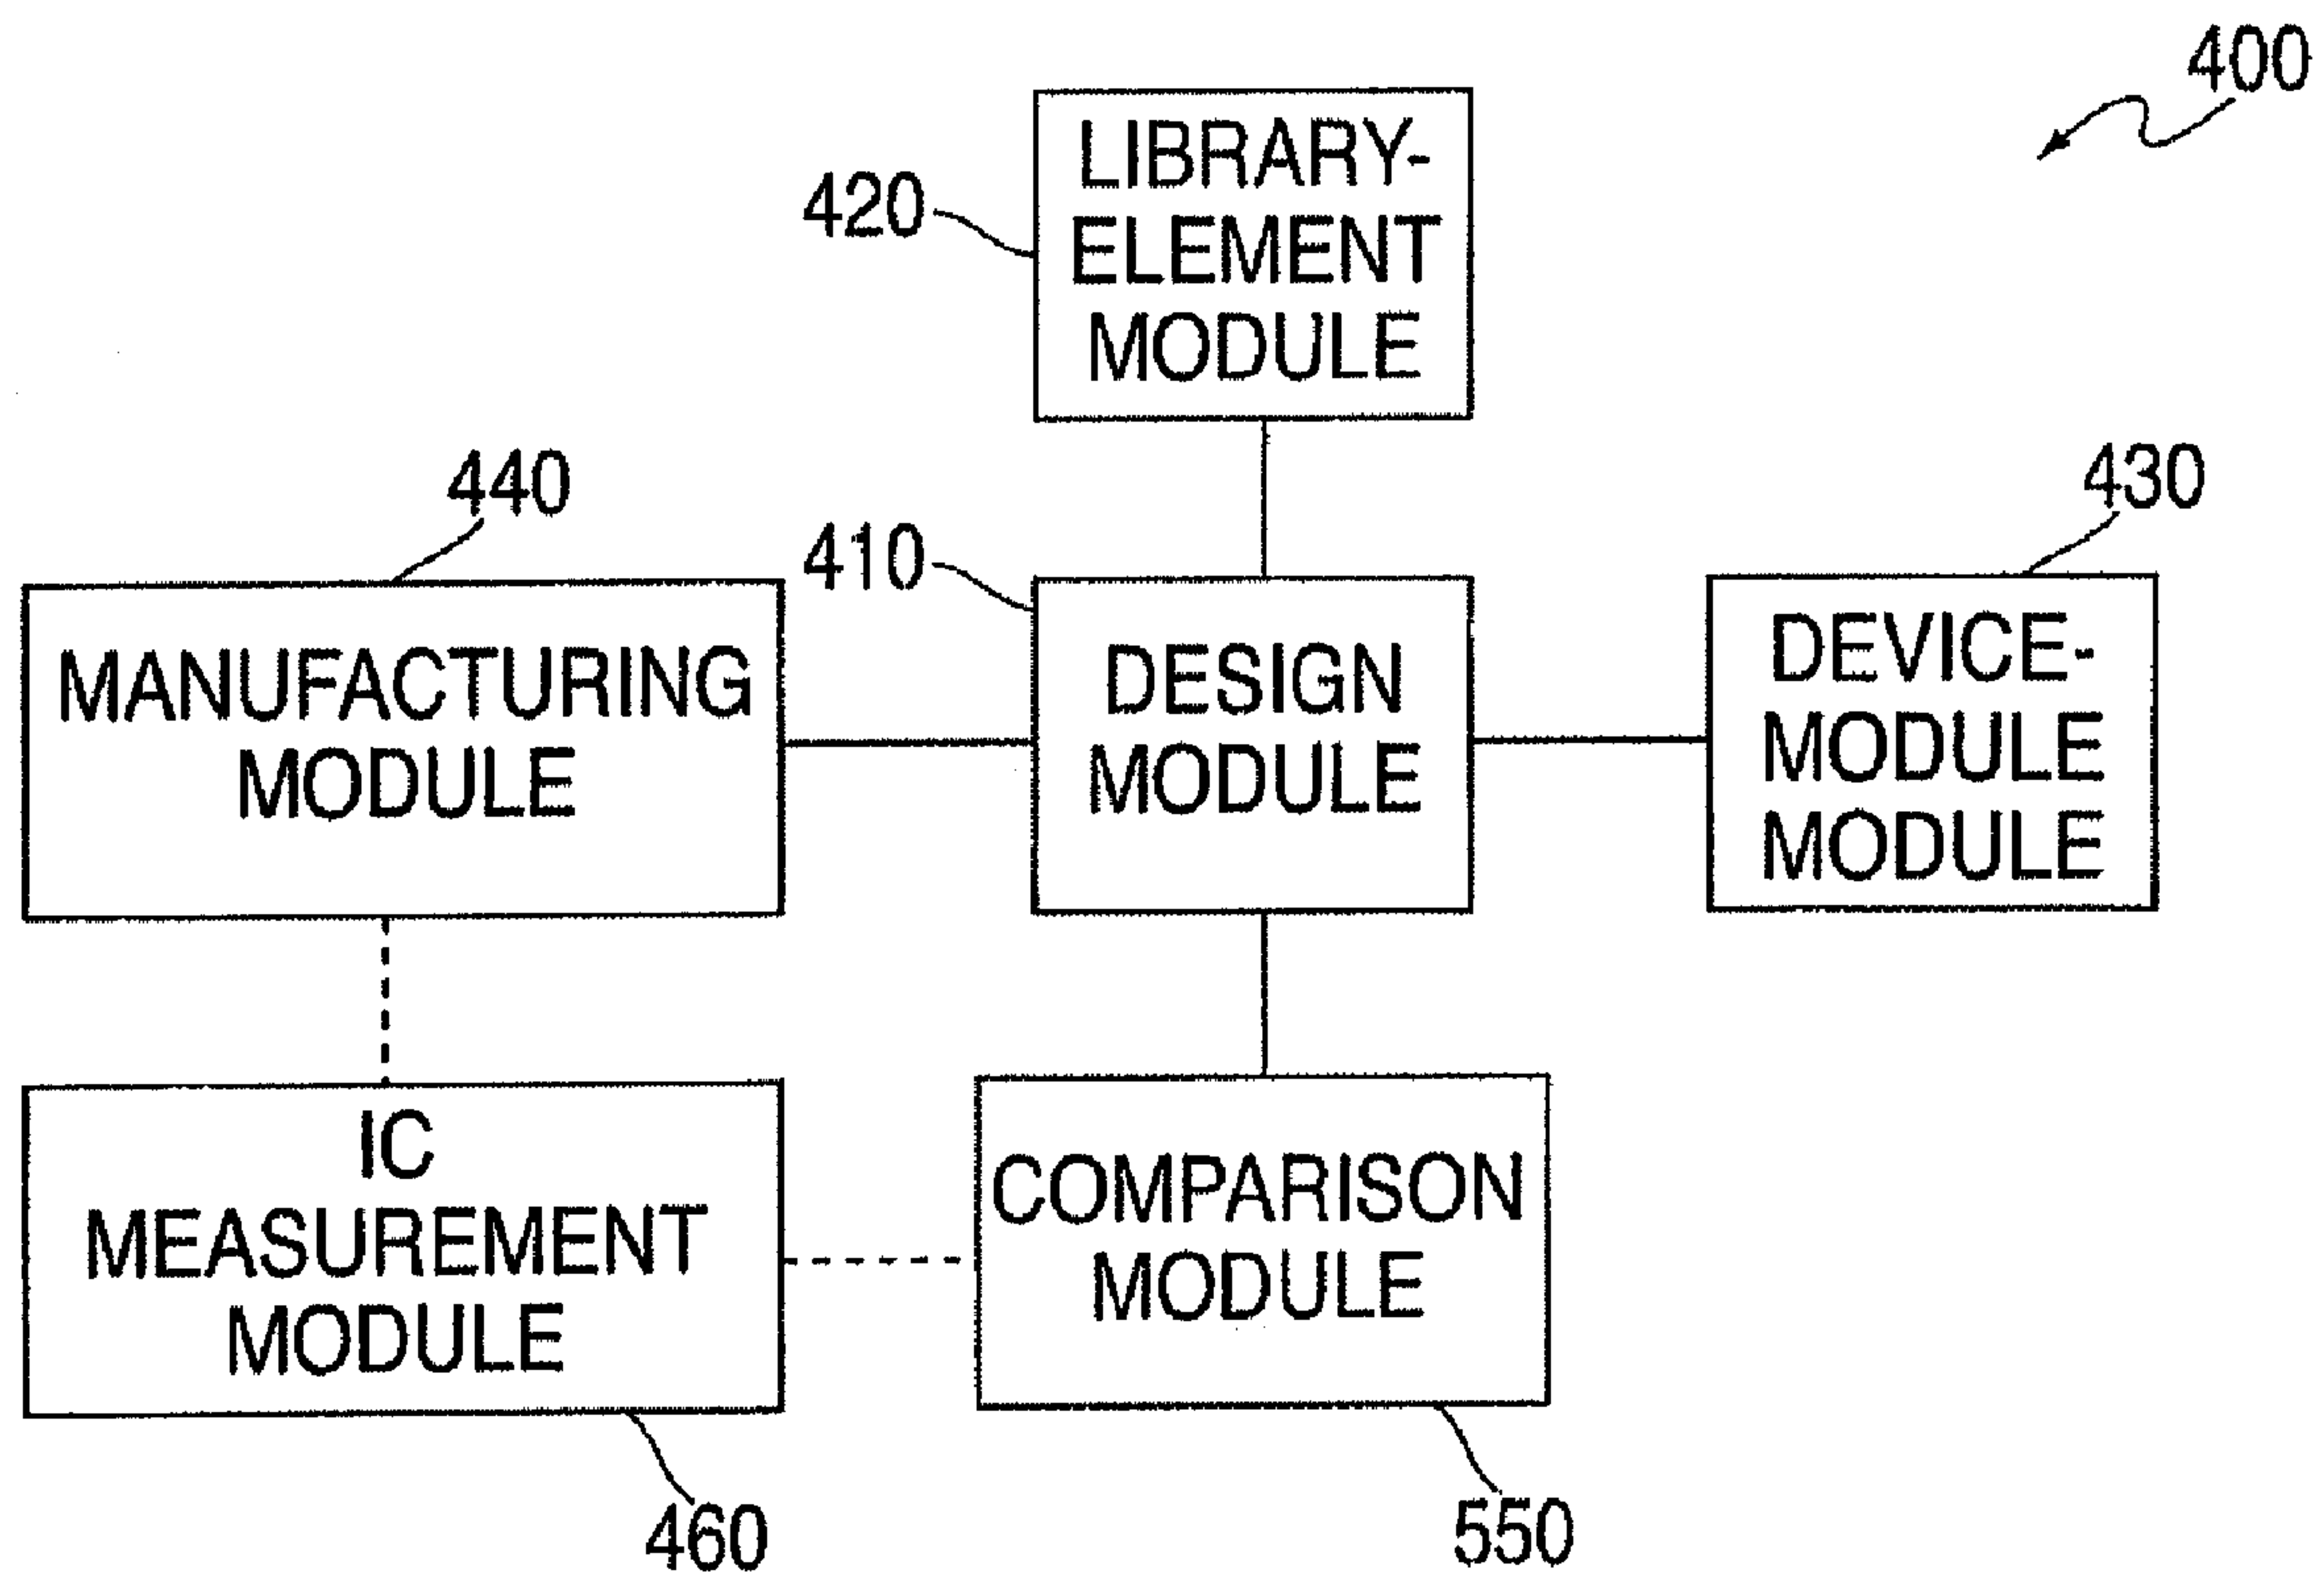 400
LIBRARY-
ELEMENT
MODULE
420
440
MANUFACTURING
MODULE
410
DESIGN
MODULE
430
DEVICE-
MODULE
MODULE
IC
MEASUREMENT
MODULE
460
COMPARISON
MODULE
550